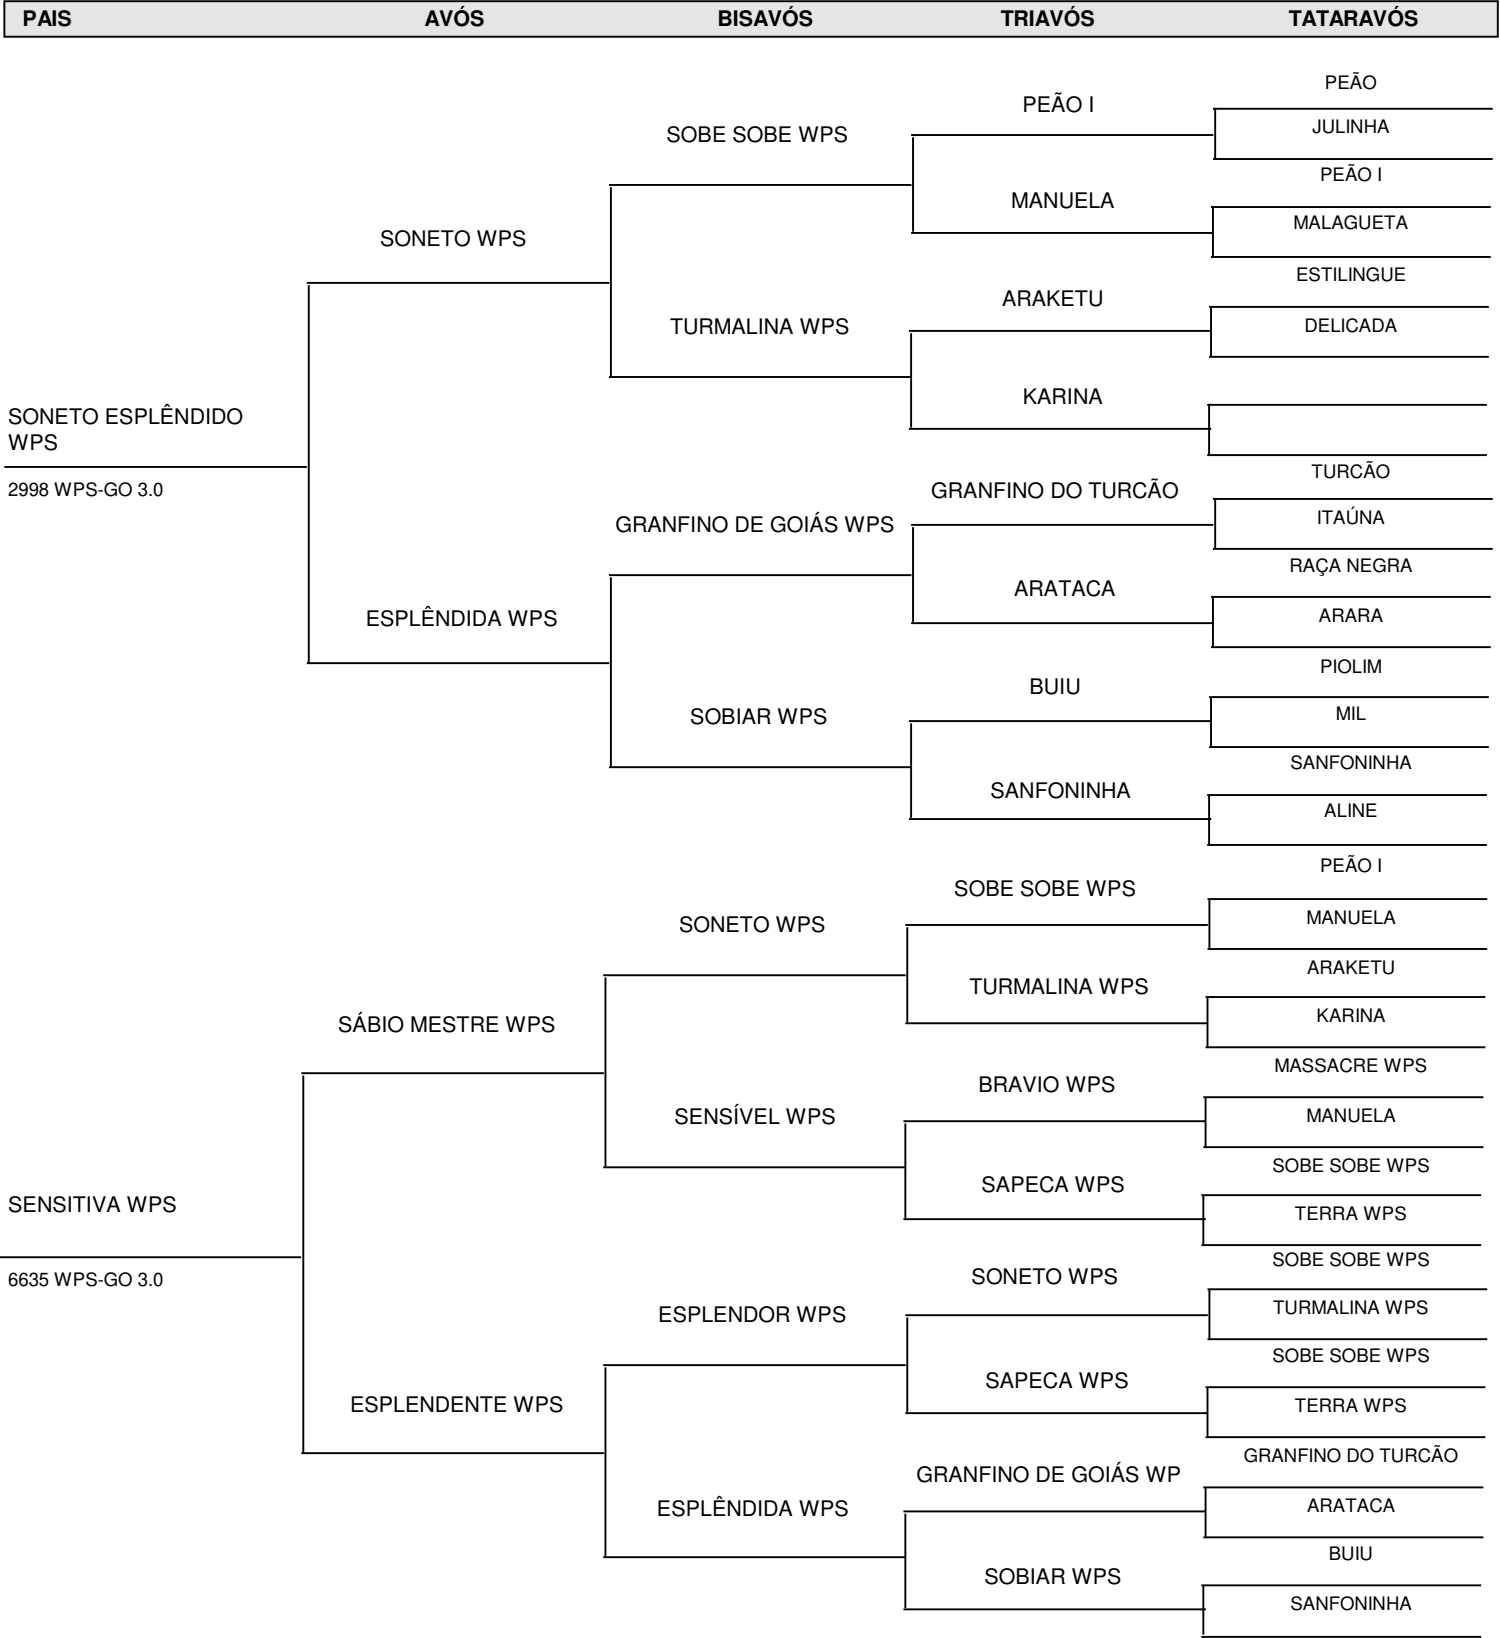 PAIS AVÓS BISAVÓS TRIAVÓS TATARAVÓS
PEÃO
PEÃO I
JULINHA
SOBE SOBE WPS
PEÃO I
MANUELA
MALAGUETA
SONETO WPS
ESTILINGUE
ARAKETU
DELICADA
TURMALINA WPS
KARINA
SONETO ESPLÊNDIDO
WPS
TURCÃO
2998 WPS-GO 3.0
GRANFINO DO TURCÃO
ITAÚNA
GRANFINO DE GOIÁS WPS
RAÇA NEGRA
ARATACA
ARARA
ESPLÊNDIDA WPS
PIOLIM
BUIU
MIL
SOBIAR WPS
SANFONINHA
SANFONINHA
ALINE
PEÃO I
SOBE SOBE WPS
MANUELA
SONETO WPS
ARAKETU
TURMALINA WPS
KARINA
SÁBIO MESTRE WPS
MASSACRE WPS
BRAVIO WPS
MANUELA
SENSÍVEL WPS
SOBE SOBE WPS
SAPECA WPS
SENSITIVA WPS
TERRA WPS
SOBE SOBE WPS
6635 WPS-GO 3.0
SONETO WPS
TURMALINA WPS
ESPLENDOR WPS
SOBE SOBE WPS
SAPECA WPS
ESPLENDENTE WPS
TERRA WPS
GRANFINO DO TURCÃO
GRANFINO DE GOIÁS WP
ARATACA
ESPLÊNDIDA WPS
BUIU
SOBIAR WPS
SANFONINHA